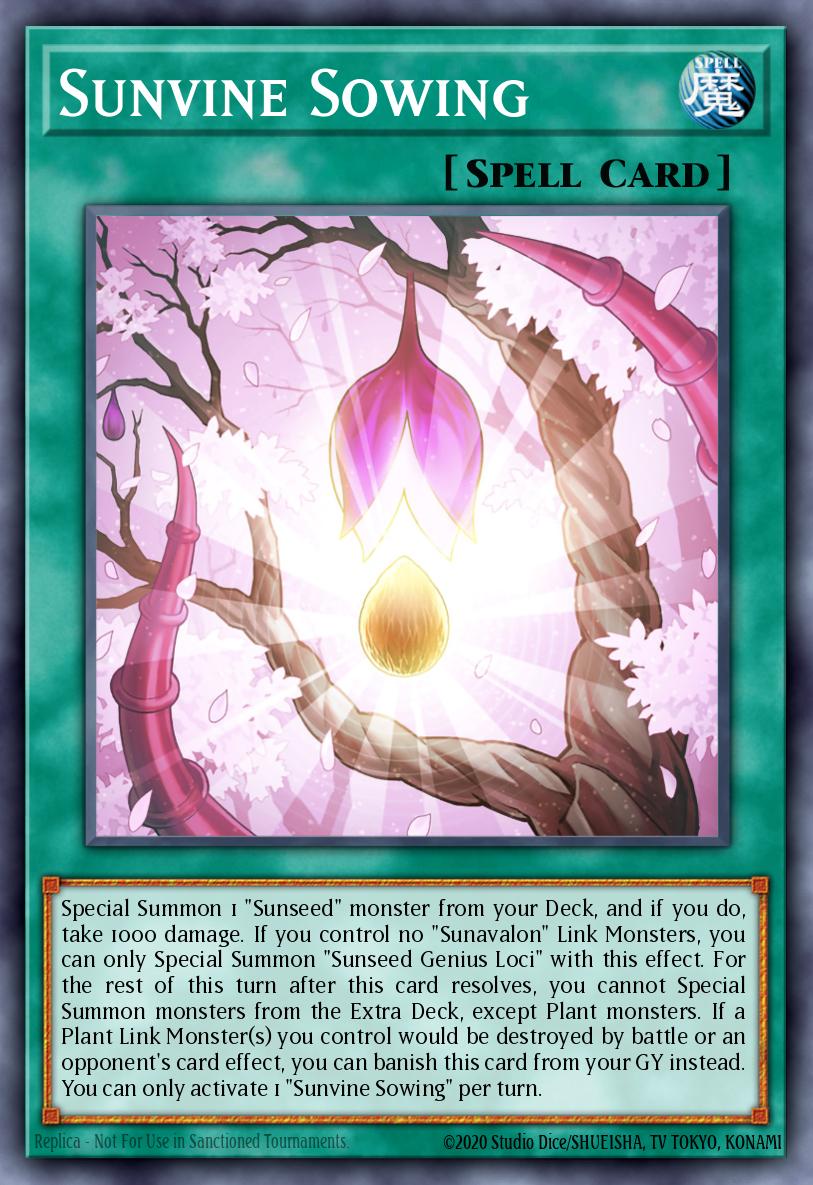 Sunvine Sowing
SPELL
魔
[ Spell Card ]
Special Summon 1 "Sunseed" monster from your Deck, and if you do,
take 1000 damage. If you control no "Sunavalon" Link Monsters, you
can only Special Summon "Sunseed Genius Loci" with this effect. For
the rest of this turn after this card resolves, you cannot Special
Summon monsters from the Extra Deck, except Plant monsters. If a
Plant Link Monster(s) you control would be destroyed by battle or an
opponent's card effect, you can banish this card from your GY instead.
You can only activate 1 "Sunvine Sowing" per turn.
Replica - Not For Use in Sanctioned Tournaments.
©2020 Studio Dice/SHUEISHA, TV TOKYO, KONAMI